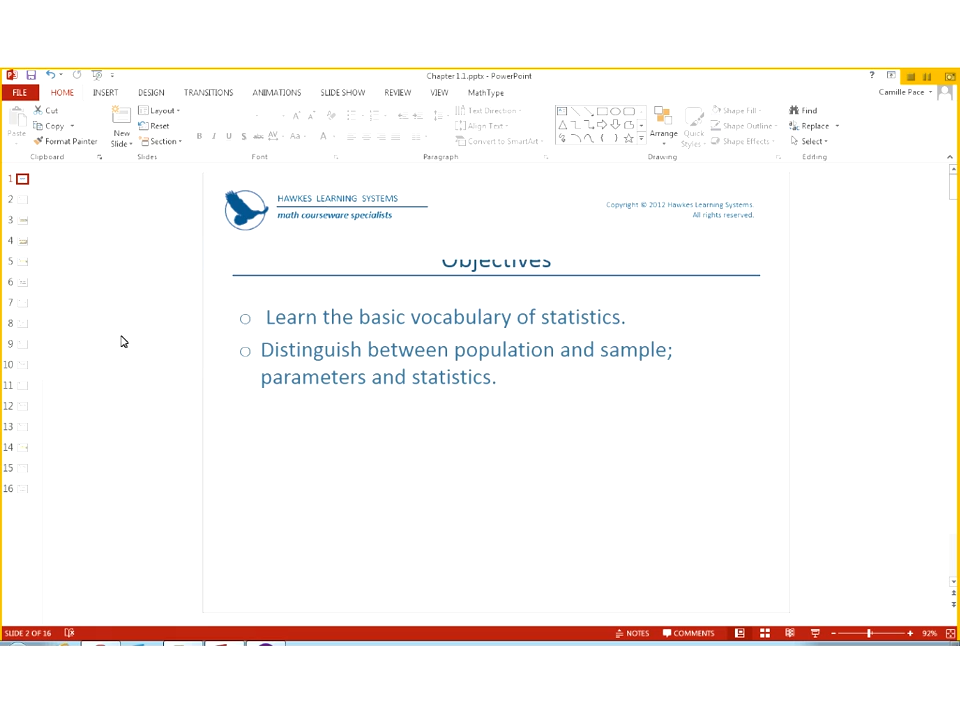 Chapter 1.1.pptx - PowerPoint
?
FILE HOME INSERT DESIGN TRANSITIONS ANIMATIONS SLIDE SHOW REVIEW VIEW MathType
Camille Pace
Paste
Cut
Copy
Format Painter
Clipboard
New
Slide
Layout
Reset
Section
Slides
B I U S abc AV Aa A
Font
Text Direction
Align Text
Convert to SmartArt
Paragraph
Arrange
Quick
Styles
Shape Fill
Shape Outline
Shape Effects
Drawing
Find
Replace
Select
Editing
1
2
3
4
5
6
7
8
9
10
11
12
13
14
15
16
HAWKES LEARNING SYSTEMS
math courseware specialists
Copyright © 2012 Hawkes Learning Systems.
All rights reserved.
Objectives
Learn the basic vocabulary of statistics.
Distinguish between population and sample;
parameters and statistics.
SLIDE 2 OF 16
NOTES
COMMENTS
92%